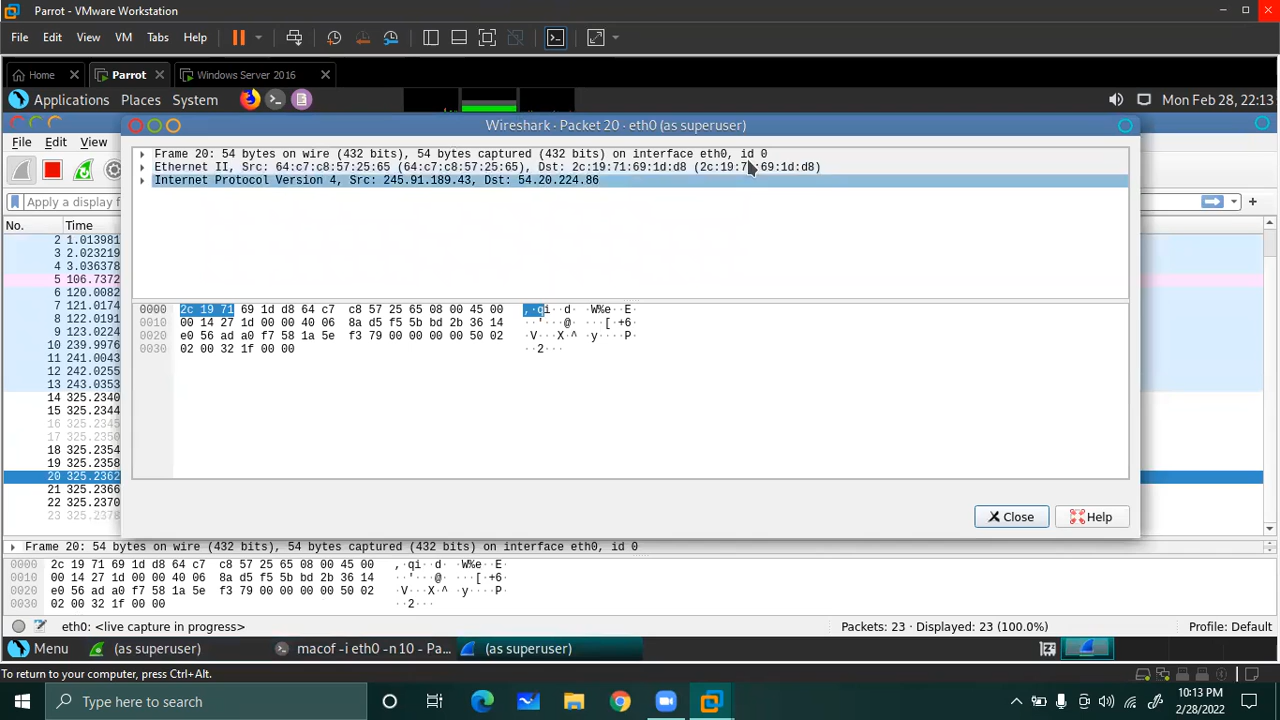 Parrot - VMware Workstation
File Edit View VM Tabs Help
Home Parrot Windows Server 2016
Applications Places System Mon Feb 28, 22:13
Wireshark · Packet 20 · eth0 (as superuser)
File Edit View
Frame 20: 54 bytes on wire (432 bits), 54 bytes captured (432 bits) on interface eth0, id 0
Ethernet II, Src: 64:c7:c8:57:25:65 (64:c7:c8:57:25:65), Dst: 2c:19:71:69:1d:d8 (2c:19:71:69:1d:d8)
Internet Protocol Version 4, Src: 245.91.189.43, Dst: 54.20.224.86
Apply a display f
No. Time
2 1.013981
3 2.023219
4 3.036378
5 106.7372
6 120.0082
7 121.0174
8 122.0191
9 123.0224
10 239.9976
11 241.0043
12 242.0255
13 243.0353
14 325.2340
15 325.2344
16 325.2345
17 325.2350
18 325.2354
19 325.2358
20 325.2362
21 325.2366
22 325.2370
23 325.2378
0000 2c 19 71 69 1d d8 64 c7 c8 57 25 65 08 00 45 00 ,·qi··d· ·W%e··E·
0010 00 14 27 1d 00 00 40 06 8a d5 f5 5b bd 2b 36 14 ··'···@· ···[·+6·
0020 e0 56 ad a0 f7 58 1a 5e f3 79 00 00 00 00 50 02 ·V···X·^ ·y····P·
0030 02 00 32 1f 00 00 ··2···
Close Help
Frame 20: 54 bytes on wire (432 bits), 54 bytes captured (432 bits) on interface eth0, id 0
0000 2c 19 71 69 1d d8 64 c7 c8 57 25 65 08 00 45 00 ,·qi··d· ·W%e··E·
0010 00 14 27 1d 00 00 40 06 8a d5 f5 5b bd 2b 36 14 ··'···@· ···[·+6·
0020 e0 56 ad a0 f7 58 1a 5e f3 79 00 00 00 00 50 02 ·V···X·^ ·y····P·
0030 02 00 32 1f 00 00 ··2···
eth0: <live capture in progress> Packets: 23 · Displayed: 23 (100.0%) Profile: Default
Menu (as superuser) macof -i eth0 -n 10 - Pa... (as superuser)
To return to your computer, press Ctrl+Alt.
Type here to search
10:13 PM
2/28/2022